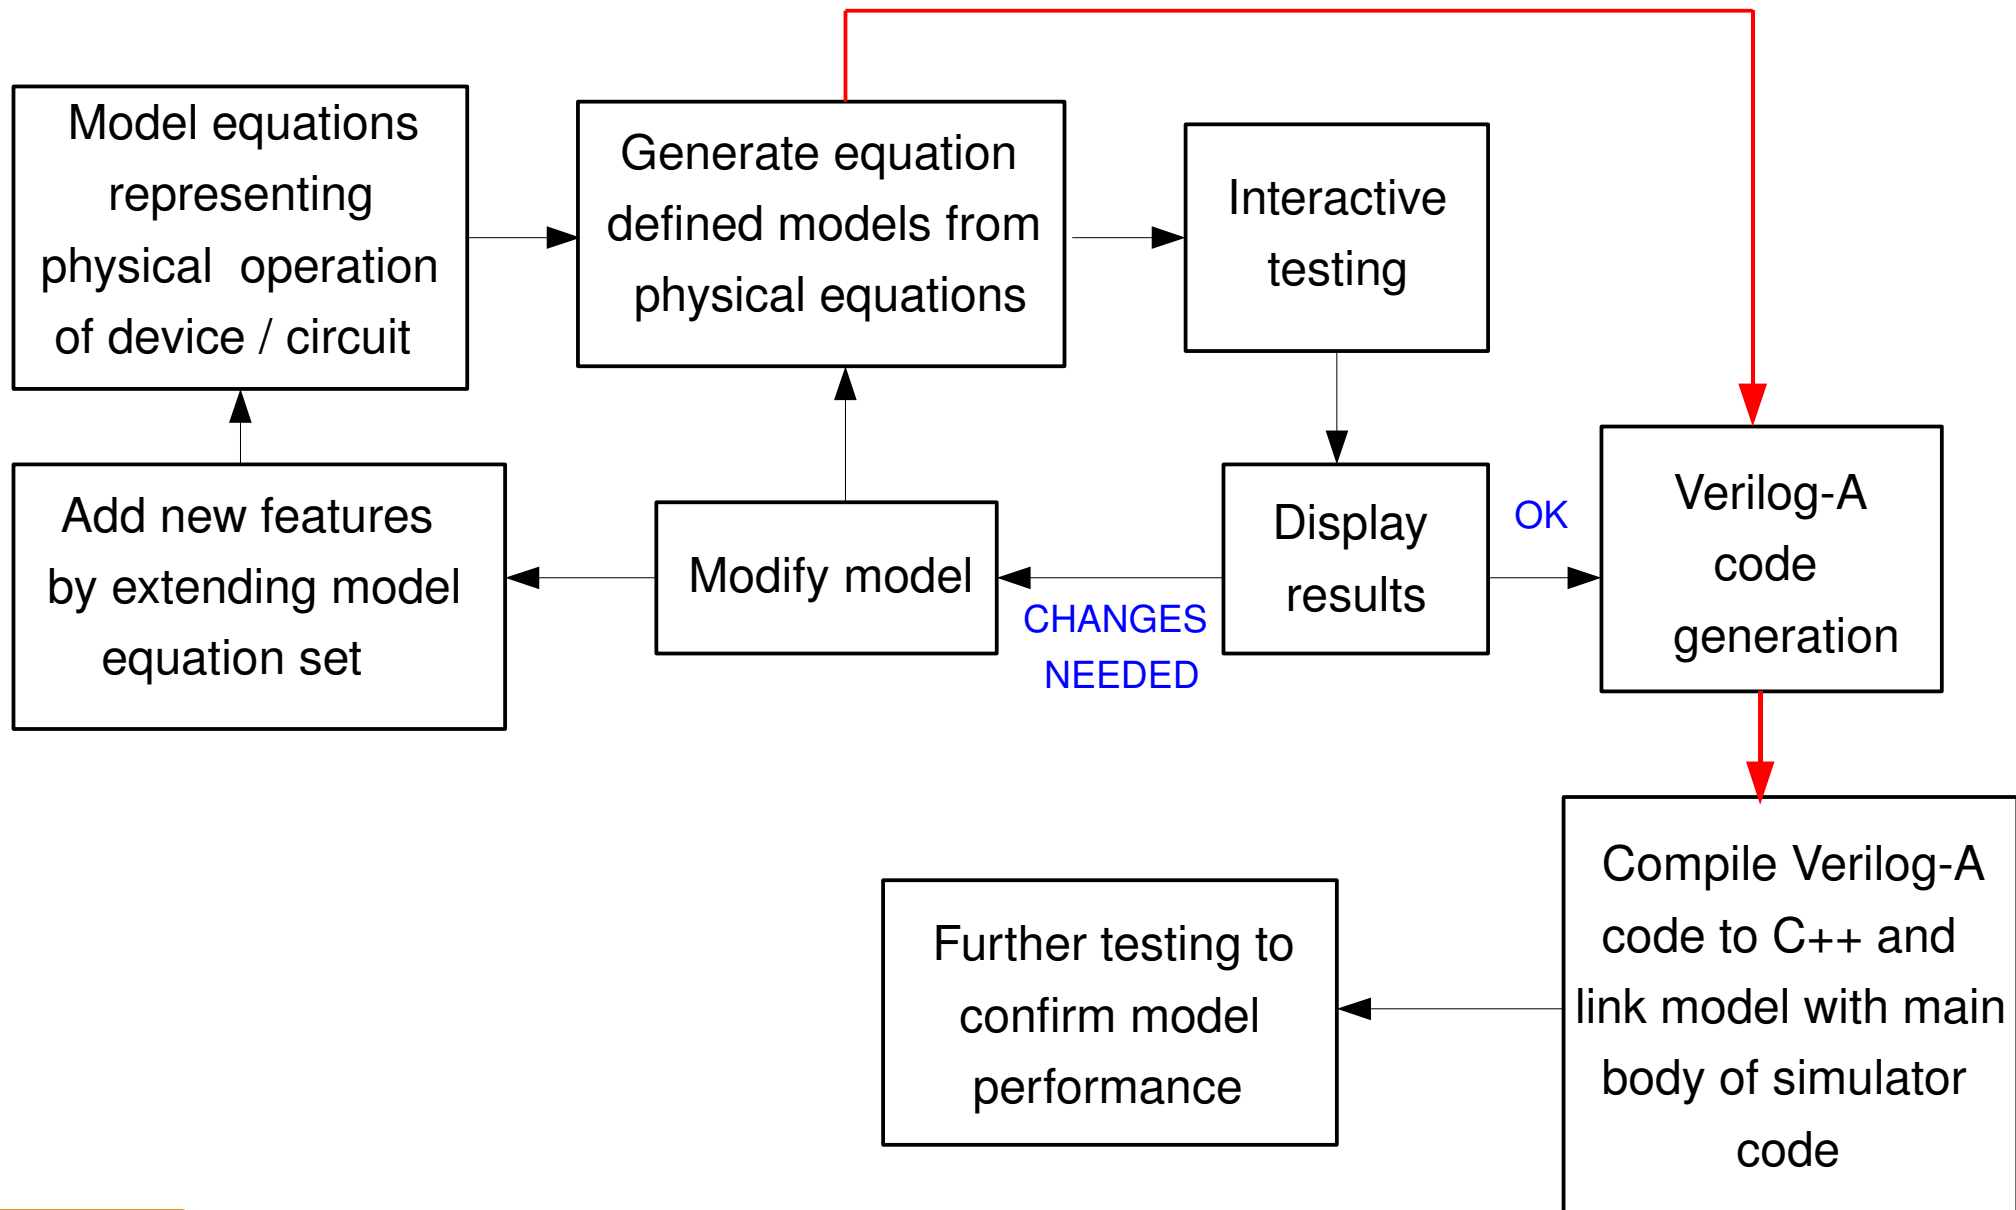 Model equations
representing
physical operation
of device / circuit
Generate equation
defined models from
physical equations
Interactive
testing
Add new features
by extending model
equation set
Modify model
CHANGES
NEEDED
Display
results
OK
Verilog-A
code
generation
Further testing to
confirm model
performance
Compile Verilog-A
code to C++ and
link model with main
body of simulator
code